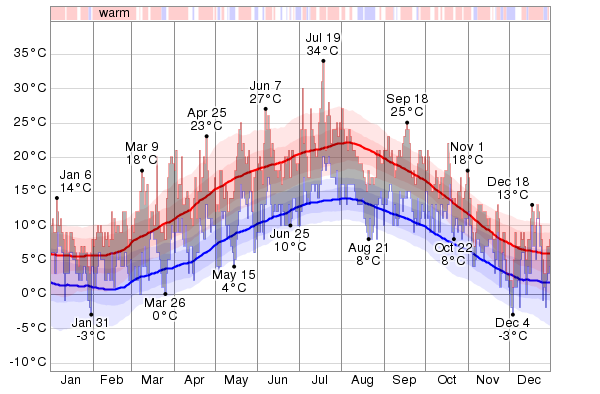 warm
35°C
30°C
25°C
20°C
15°C
10°C
5°C
0°C
-5°C
-10°C
Jan 6
14°C
Jan 31
-3°C
Mar 9
18°C
Mar 26
0°C
Apr 25
23°C
May 15
4°C
Jun 7
27°C
Jun 25
10°C
Jul 19
34°C
Aug 21
8°C
Sep 18
25°C
Oct 22
8°C
Nov 1
18°C
Dec 4
-3°C
Dec 18
13°C
Jan Feb Mar Apr May Jun Jul Aug Sep Oct Nov Dec